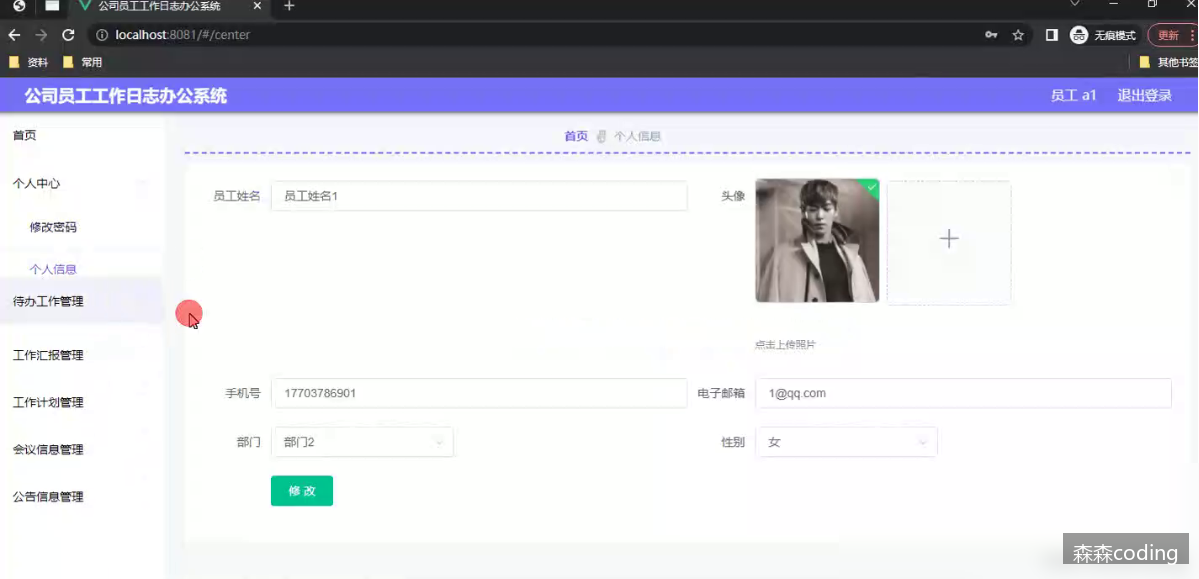 公司员工工作日志办公系统
localhost:8081/#/center
无痕模式
更新
资料
常用
其他书签
公司员工工作日志办公系统
员工 a1
退出登录
首页
首页
个人信息
个人中心
员工姓名
员工姓名1
头像
修改密码
个人信息
待办工作管理
点击上传照片
工作汇报管理
手机号
17703786901
电子邮箱
1@qq.com
工作计划管理
部门
部门2
性别
女
会议信息管理
修改
公告信息管理
森森coding